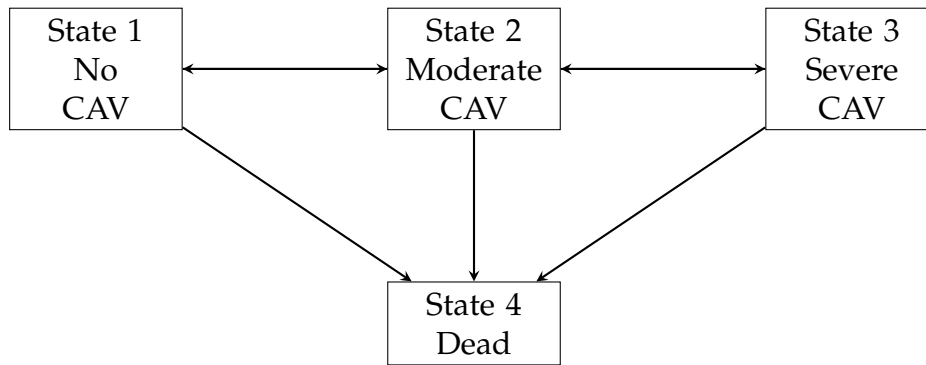 State 1
No
CAV
State 2
Moderate
CAV
State 3
Severe
CAV
State 4
Dead